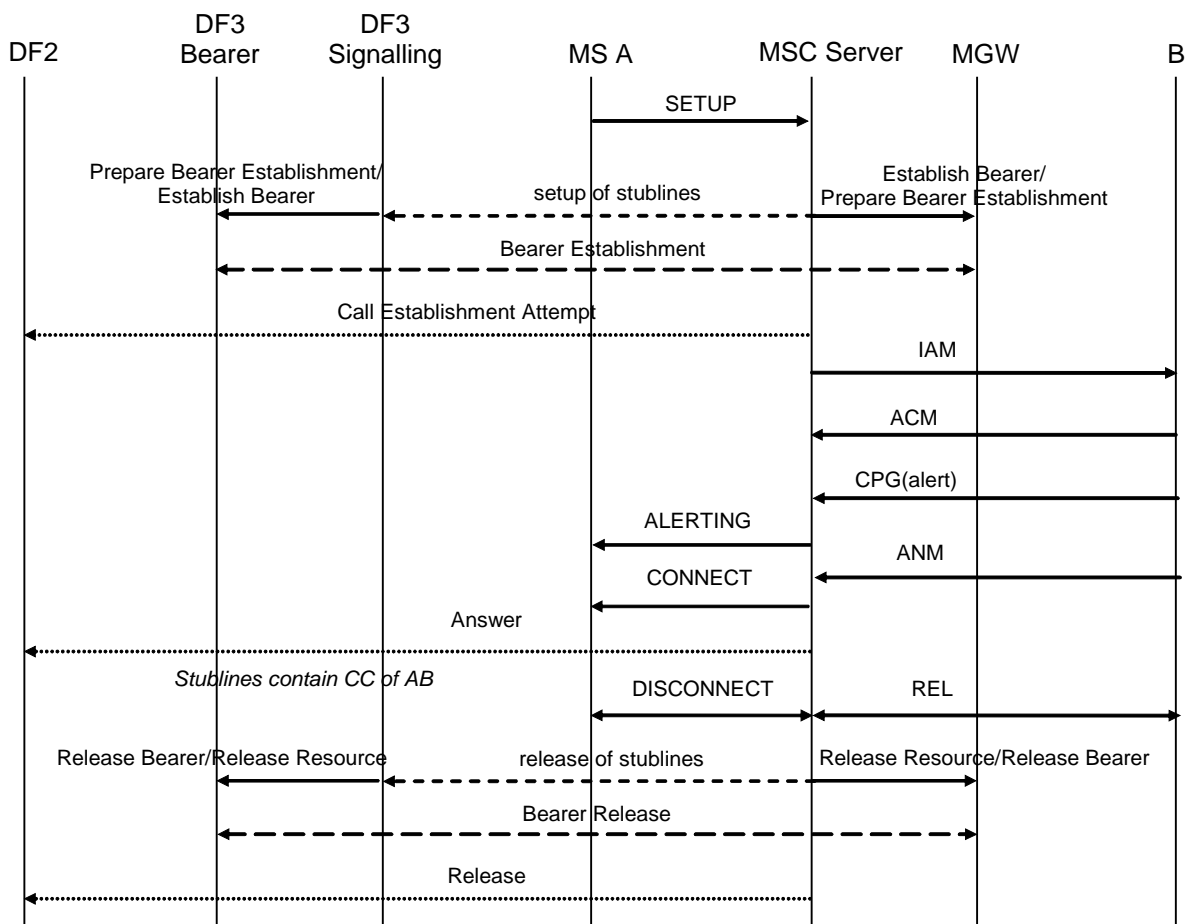 DF2
DF3
Bearer
DF3
Signalling
MS A
MSC Server
MGW
B
SETUP
Prepare Bearer Establishment/
Establish Bearer
setup of stublines
Establish Bearer/
Prepare Bearer Establishment
Bearer Establishment
Call Establishment Attempt
IAM
ACM
CPG(alert)
ALERTING
ANM
CONNECT
Answer
Stublines contain CC of AB
DISCONNECT
REL
Release Bearer/Release Resource
release of stublines
Release Resource/Release Bearer
Bearer Release
Release